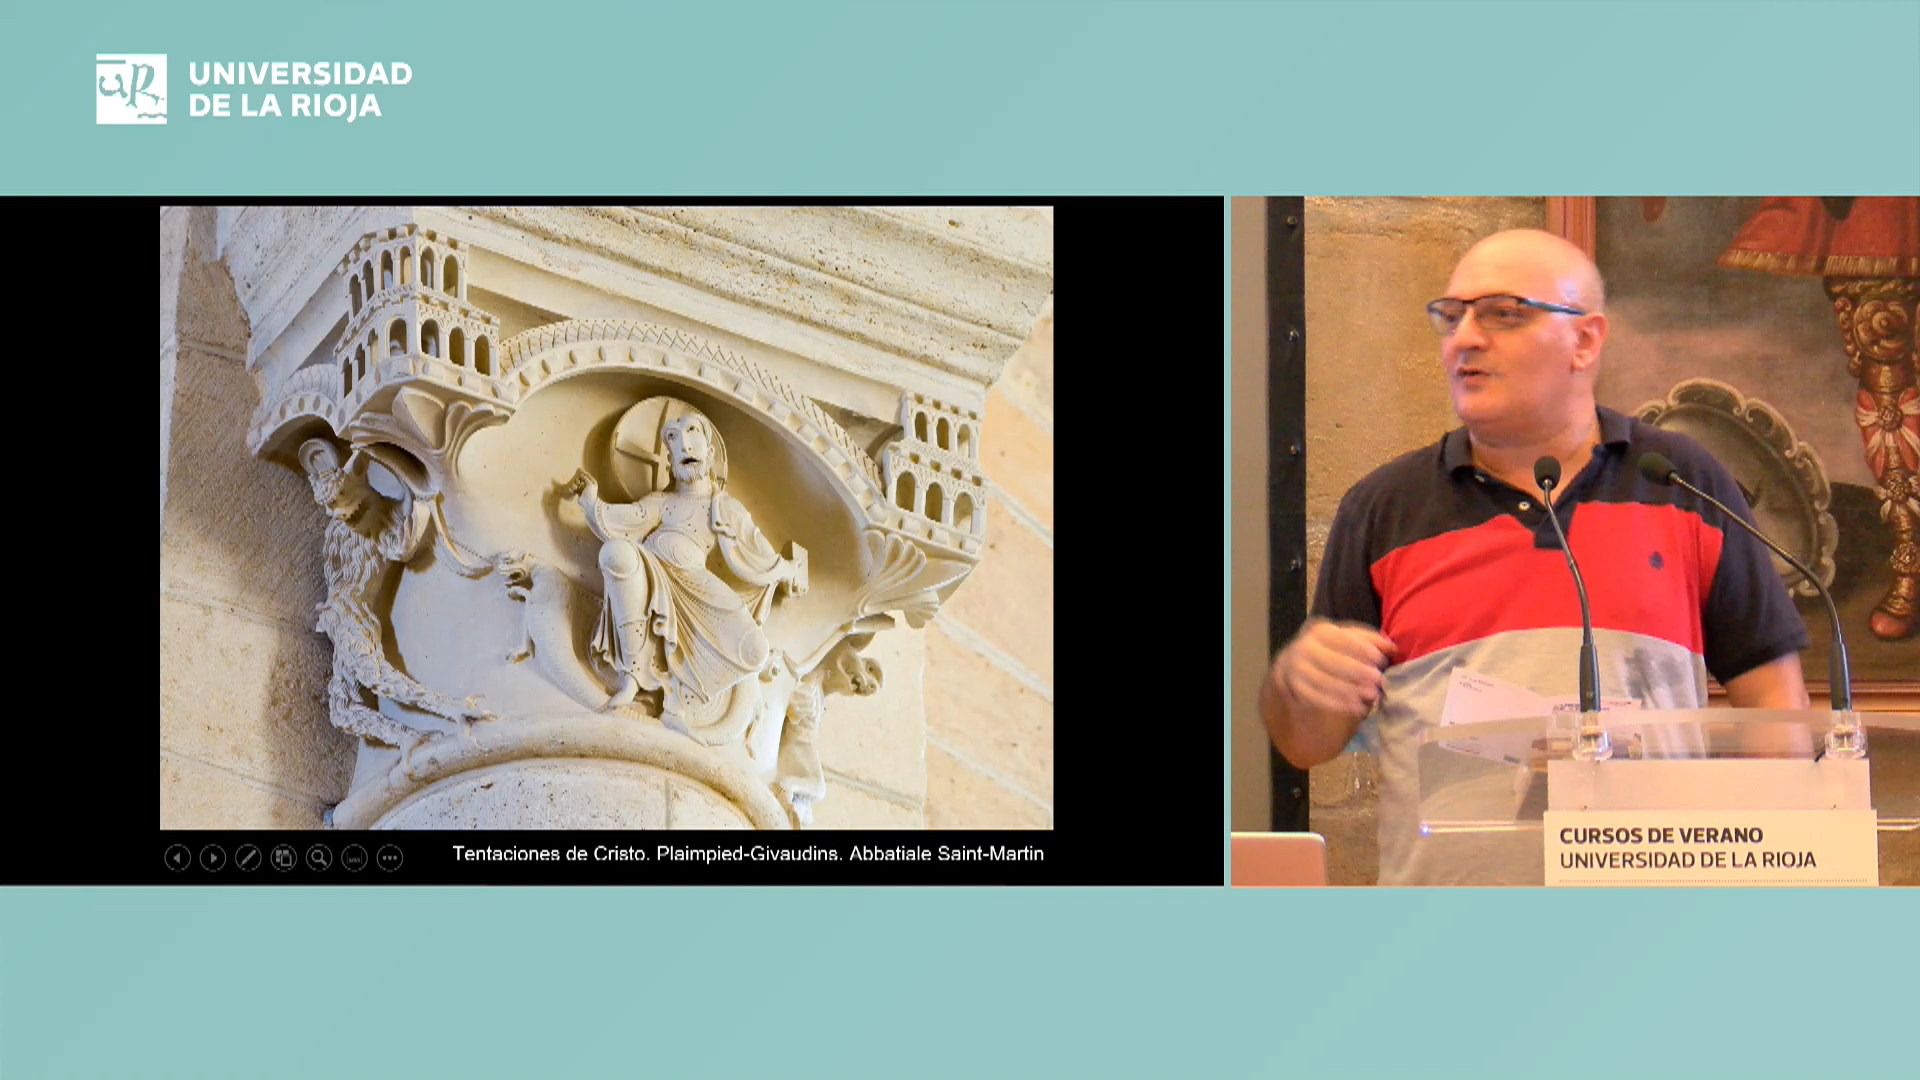 UNIVERSIDAD
DE LA RIOJA
Tentaciones de Cristo. Plaimpied-Givaudins. Abbatiale Saint-Martin
CURSOS DE VERANO
UNIVERSIDAD DE LA RIOJA